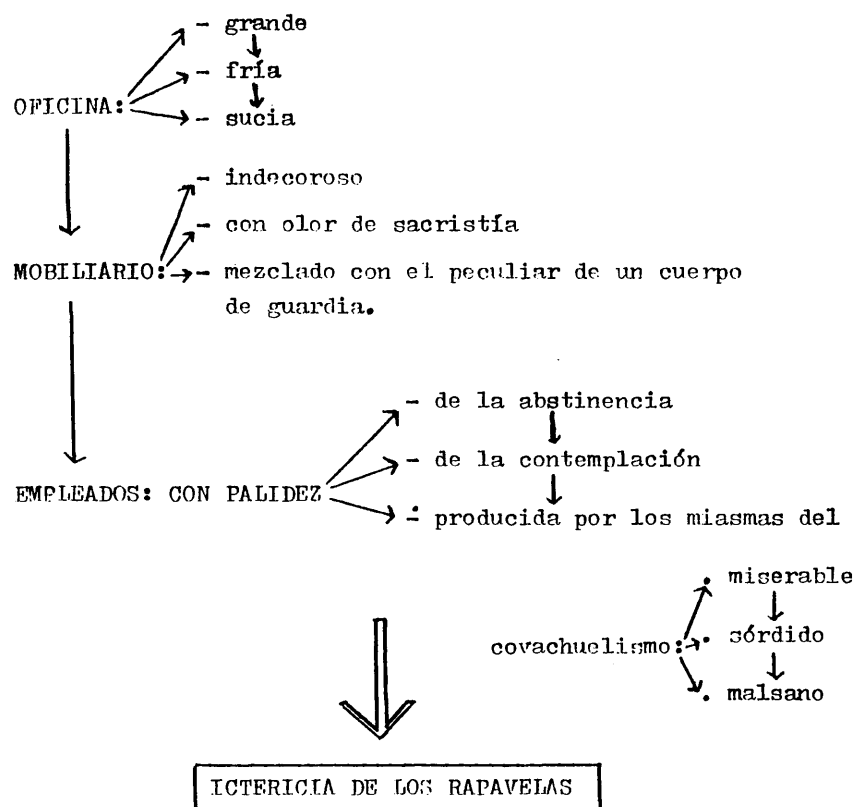 - grande
- fría
OFICINA:
- sucia
- indecoroso
- con olor de sacristía
MOBILIARIO: - mezclado con el peculiar de un cuerpo
de guardia.
- de la abstinencia
- de la contemplación
EMPLEADOS: CON PALIDEZ
- producida por los miasmas del
. miserable
covachuelismo: . sórdido
. malsano
ICTERICIA DE LOS RAPAVELAS